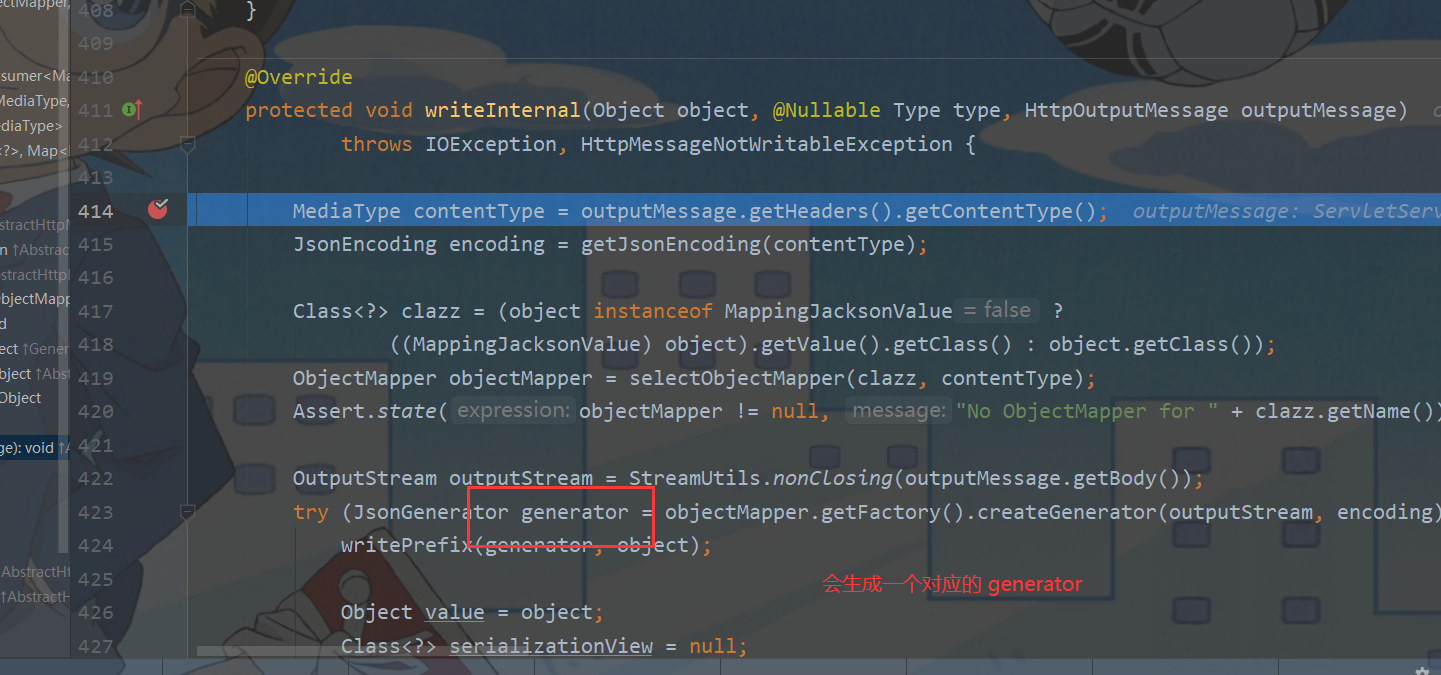 ectMapper,
408 }
409
sumer<Ma 410 @Override
MediaType, 411 protected void writeInternal(Object object, @Nullable Type type, HttpOutputMessage outputMessage)
ediaType>
<?>, Map< 412 throws IOException, HttpMessageNotWritableException {
413
stractHttpM 414 MediaType contentType = outputMessage.getHeaders().getContentType(); outputMessage: ServletServ
n ↑Abstrac 415 JsonEncoding encoding = getJsonEncoding(contentType);
stractHttp 416
ObjectMapp 417 Class<?> clazz = (object instanceof MappingJacksonValue = false ?
d
ect ↑Gener 418 ((MappingJacksonValue) object).getValue().getClass() : object.getClass());
bject ↑Abst 419 ObjectMapper objectMapper = selectObjectMapper(clazz, contentType);
Object 420 Assert.state( expression: objectMapper != null, message: "No ObjectMapper for " + clazz.getName())
ge): void ↑A 421
422 OutputStream outputStream = StreamUtils.nonClosing(outputMessage.getBody());
423 try (JsonGenerator generator = objectMapper.getFactory().createGenerator(outputStream, encoding)
424 writePrefix(generator, object);
AbstractHt 425
会生成一个对应的 generator
↑AbstractH 426 Object value = object;
427 Class<?> serializationView = null;